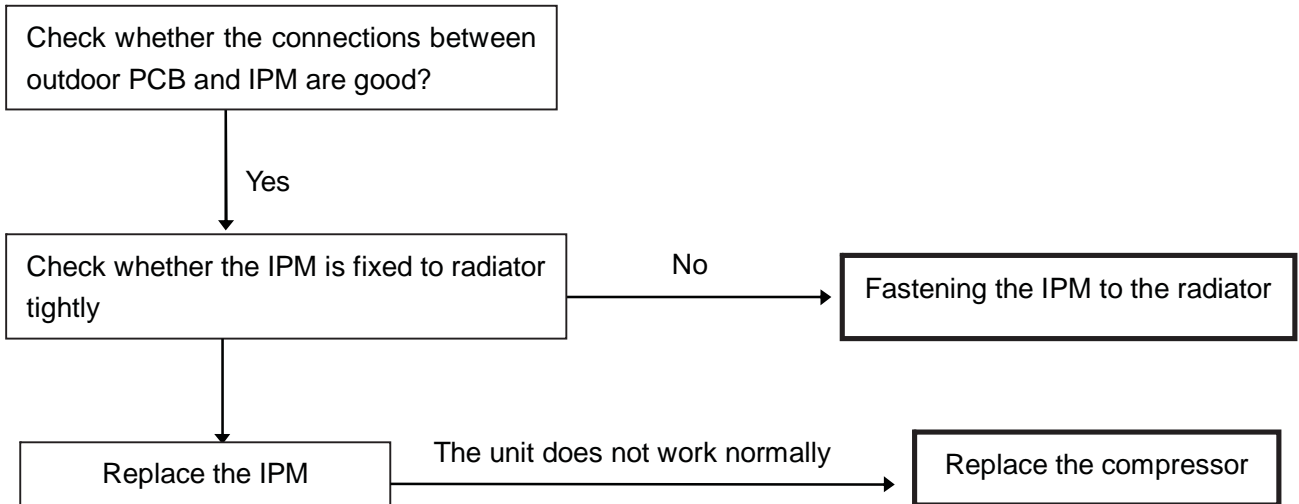 Check whether the connections between
outdoor PCB and IPM are good?
Yes
Check whether the IPM is fixed to radiator
tightly
No
Fastening the IPM to the radiator
Replace the IPM
The unit does not work normally
Replace the compressor